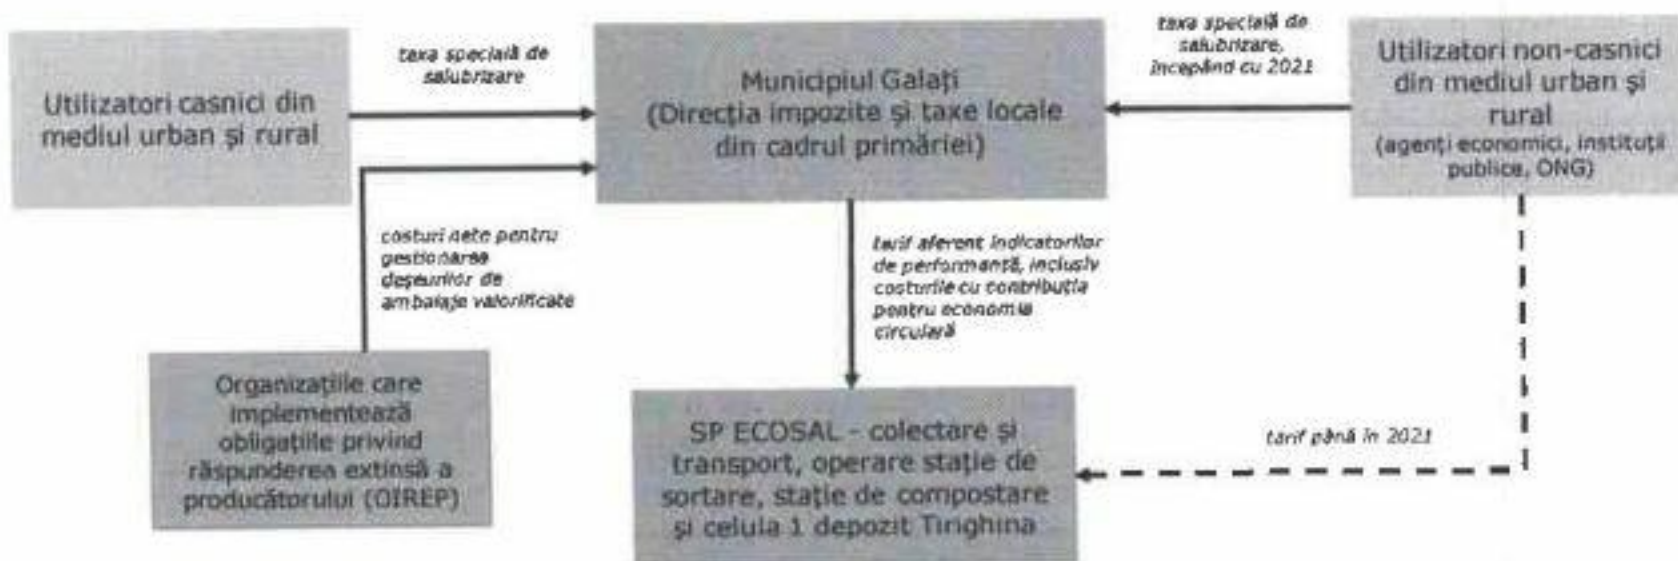 taxa specială de
salubrizare
taxa specială de
salubrizare,
începând cu 2021
Utilizatori casnici din
mediul urban și rural
Municipiul Galați
(Direcția impozite și taxe locale
din cadrul primăriei)
Utilizatori non-casnici
din mediul urban și
rural
(agenți economici, instituții
publice, ONG)
costuri nete pentru
gestionarea
deșeurilor de
ambalaje valorificate
tarif aferent indicatorilor
de performanță, inclusiv
costurile cu contribuția
pentru economia
circulară
Organizațiile care
implementează
obligațiile privind
răspunderea extinsă a
producătorului (OIREP)
SP ECOSAL - colectare și
transport, operare stație de
sortare, stație de compostare
și celula 1 depozit Tirighina
tarif până în 2021